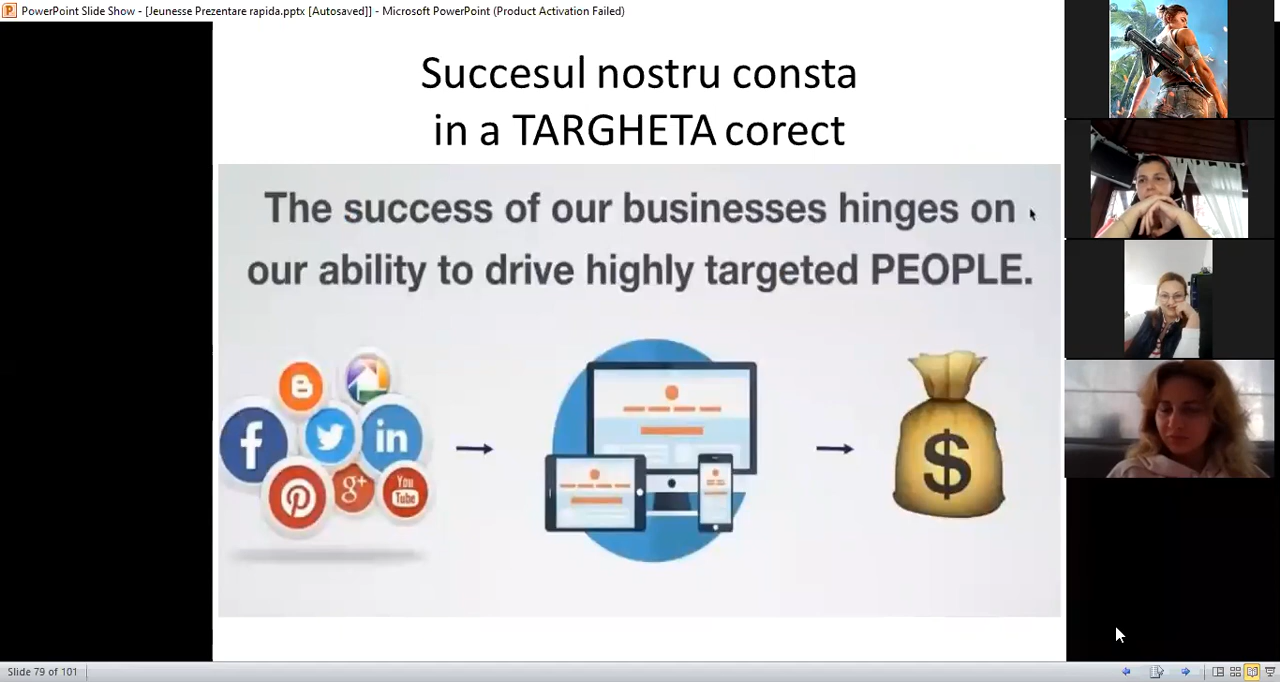 PowerPoint Slide Show - [Jeunesse Prezentare rapida.pptx [Autosaved]] - Microsoft PowerPoint (Product Activation Failed)
Succesul nostru consta
in a TARGHETA corect
The success of our businesses hinges on
our ability to drive highly targeted PEOPLE.
f
in
g+
You
Tube
$
Slide 79 of 101